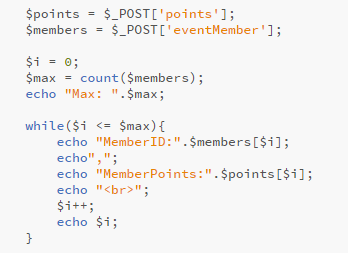 $points = $_POST['points'];
$members = $_POST['eventMember'];
$i = 0;
$max = count($members);
echo "Max: ".$max;
while($i <= $max){
echo "MemberID:".$members[$i];
echo",";
echo "MemberPoints:".$points[$i];
echo "<br>";
$i++;
echo $i;
}